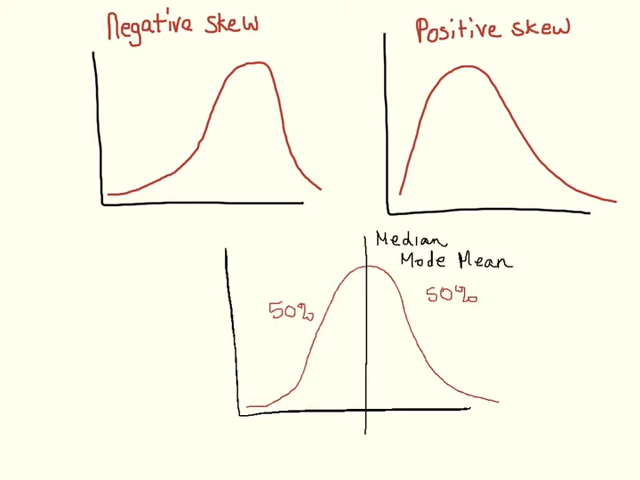 Negative skew
Positive skew
Median
Mode Mean
50%
50%